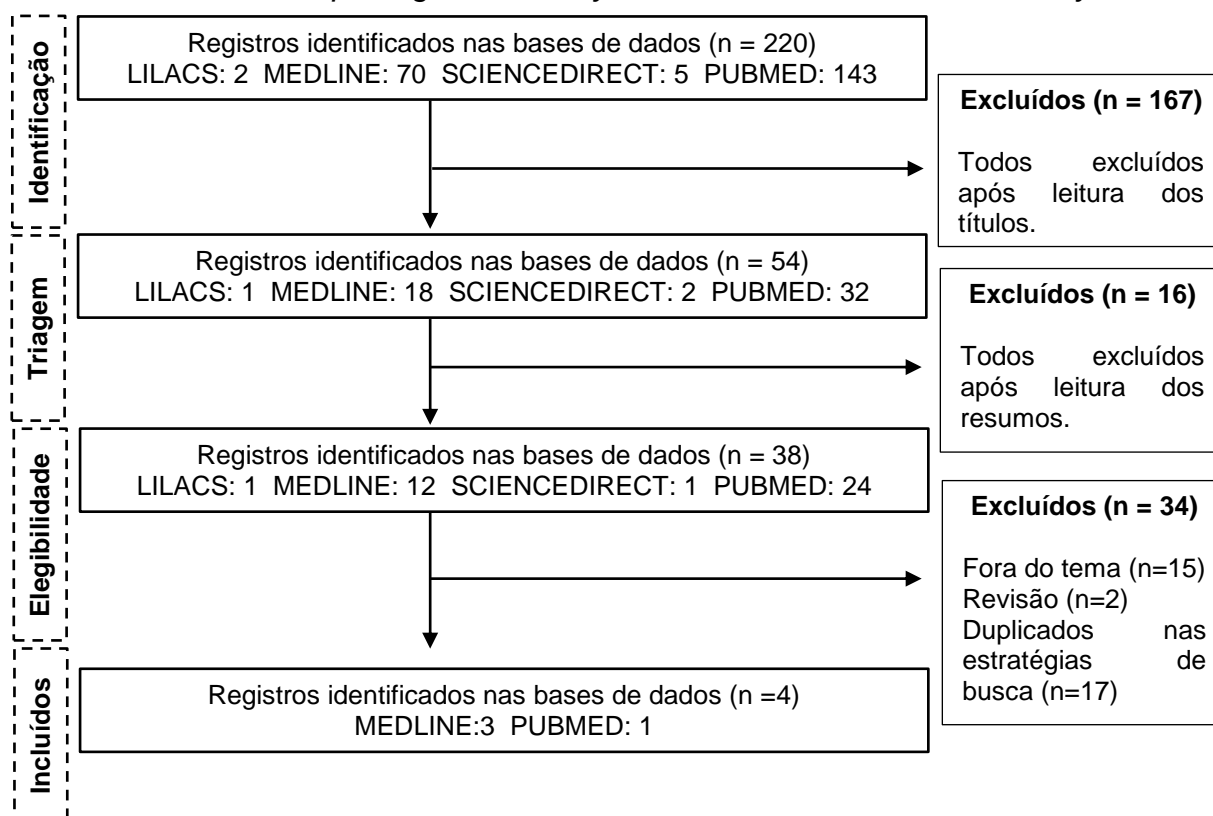 Identificação
Registros identificados nas bases de dados (n = 220)
LILACS: 2 MEDLINE: 70 SCIENCEDIRECT: 5 PUBMED: 143
Excluídos (n = 167)
Todos excluídos
após leitura dos
títulos.
Triagem
Registros identificados nas bases de dados (n = 54)
LILACS: 1 MEDLINE: 18 SCIENCEDIRECT: 2 PUBMED: 32
Excluídos (n = 16)
Todos excluídos
após leitura dos
resumos.
Elegibilidade
Registros identificados nas bases de dados (n = 38)
LILACS: 1 MEDLINE: 12 SCIENCEDIRECT: 1 PUBMED: 24
Excluídos (n = 34)
Fora do tema (n=15)
Revisão (n=2)
Duplicados nas
estratégias de
busca (n=17)
Incluídos
Registros identificados nas bases de dados (n =4)
MEDLINE:3 PUBMED: 1